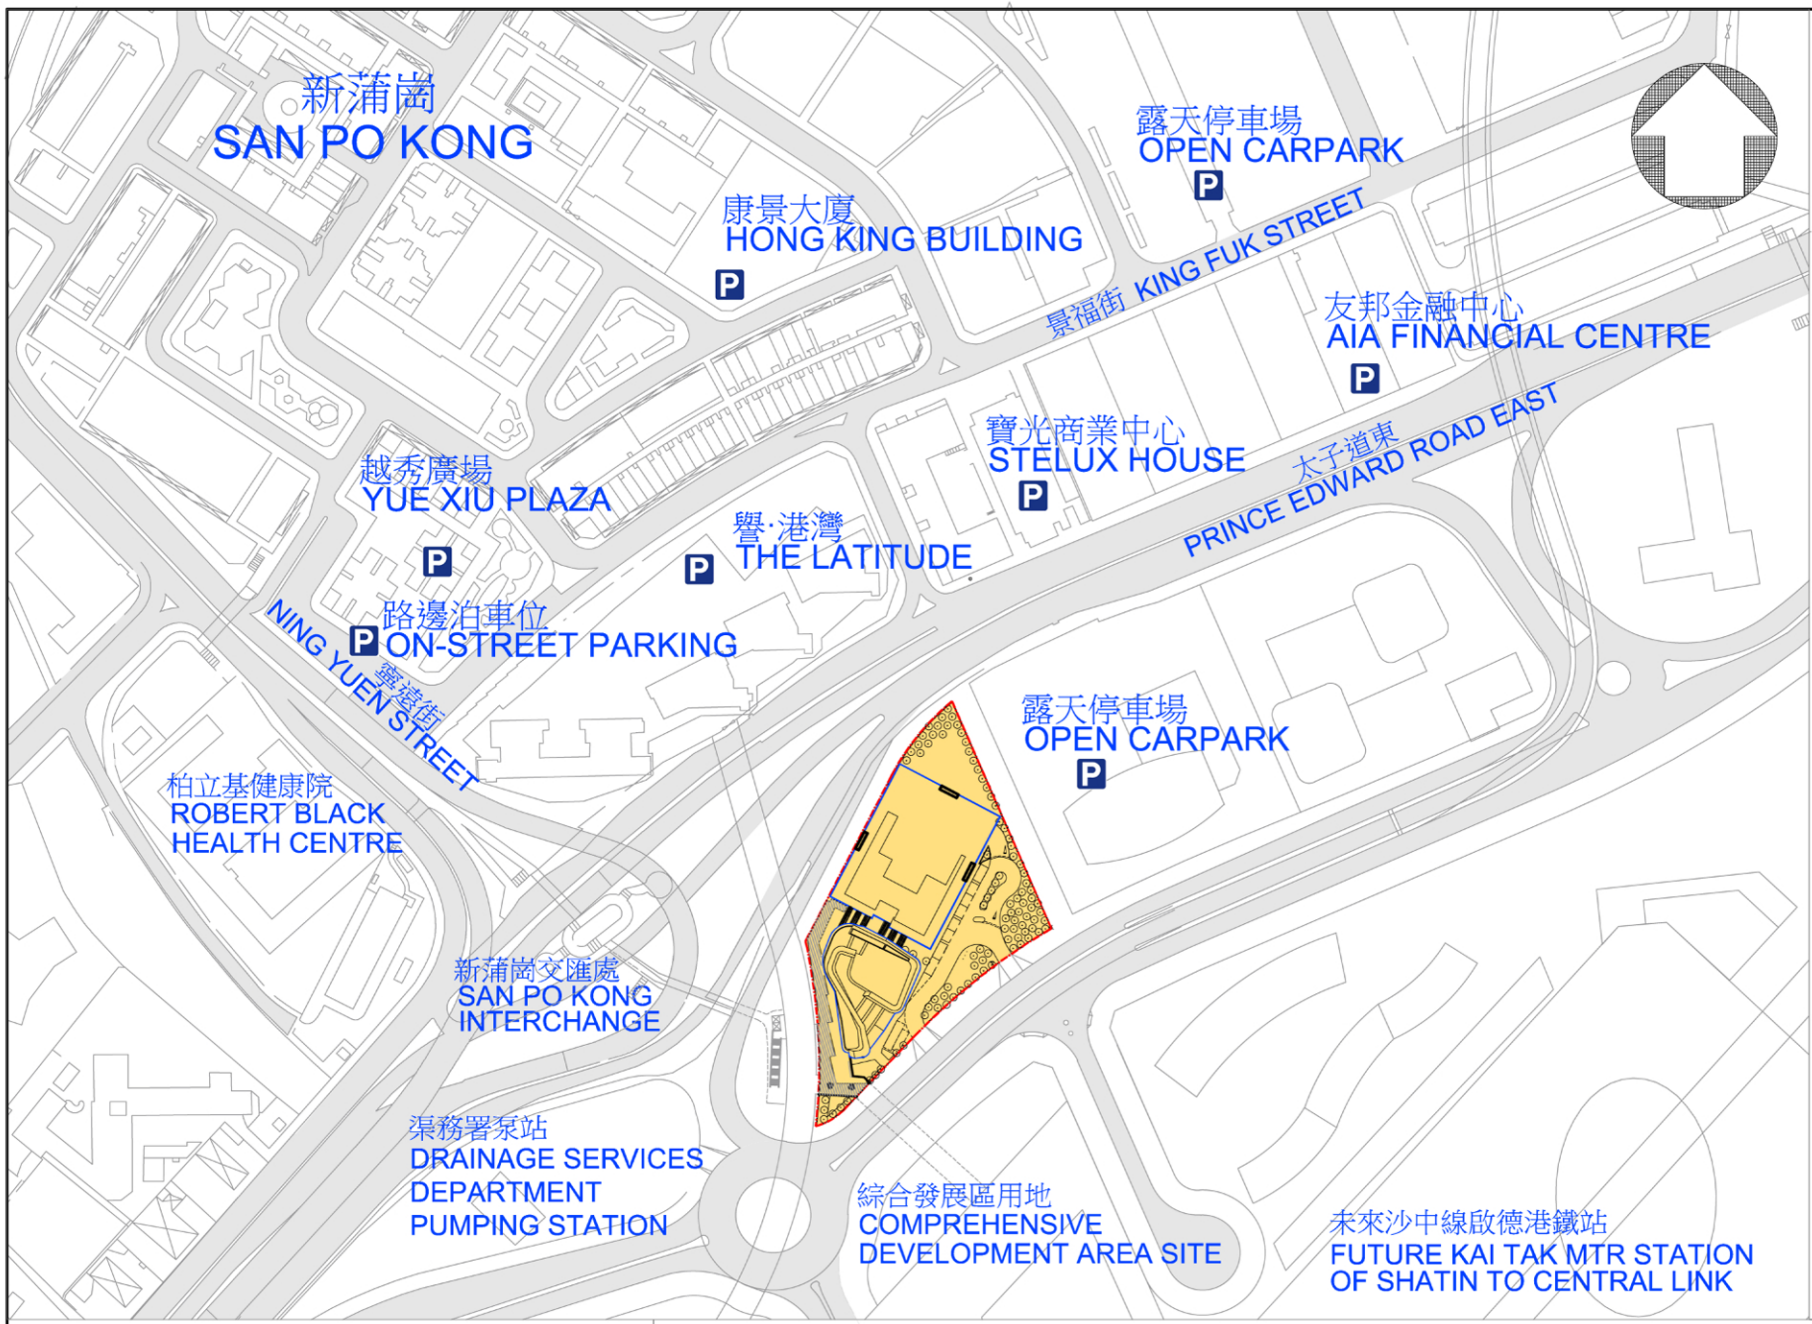 新蒲崗
SAN PO KONG
露天停車場
OPEN CARPARK
P
康景大廈
HONG KING BUILDING
P
景福街 KING FUK STREET
友邦金融中心
AIA FINANCIAL CENTRE
P
太子道東
PRINCE EDWARD ROAD EAST
寶光商業中心
STELUX HOUSE
P
越秀廣場
YUE XIU PLAZA
P
譽·港灣
THE LATITUDE
P
路邊泊車位
P ON-STREET PARKING
寧遠街
NING YUEN STREET
露天停車場
OPEN CARPARK
P
柏立基健康院
ROBERT BLACK
HEALTH CENTRE
新蒲崗交匯處
SAN PO KONG
INTERCHANGE
渠務署泵站
DRAINAGE SERVICES
DEPARTMENT
PUMPING STATION
綜合發展區用地
COMPREHENSIVE
DEVELOPMENT AREA SITE
未來沙中線啟德港鐵站
FUTURE KAI TAK MTR STATION
OF SHATIN TO CENTRAL LINK